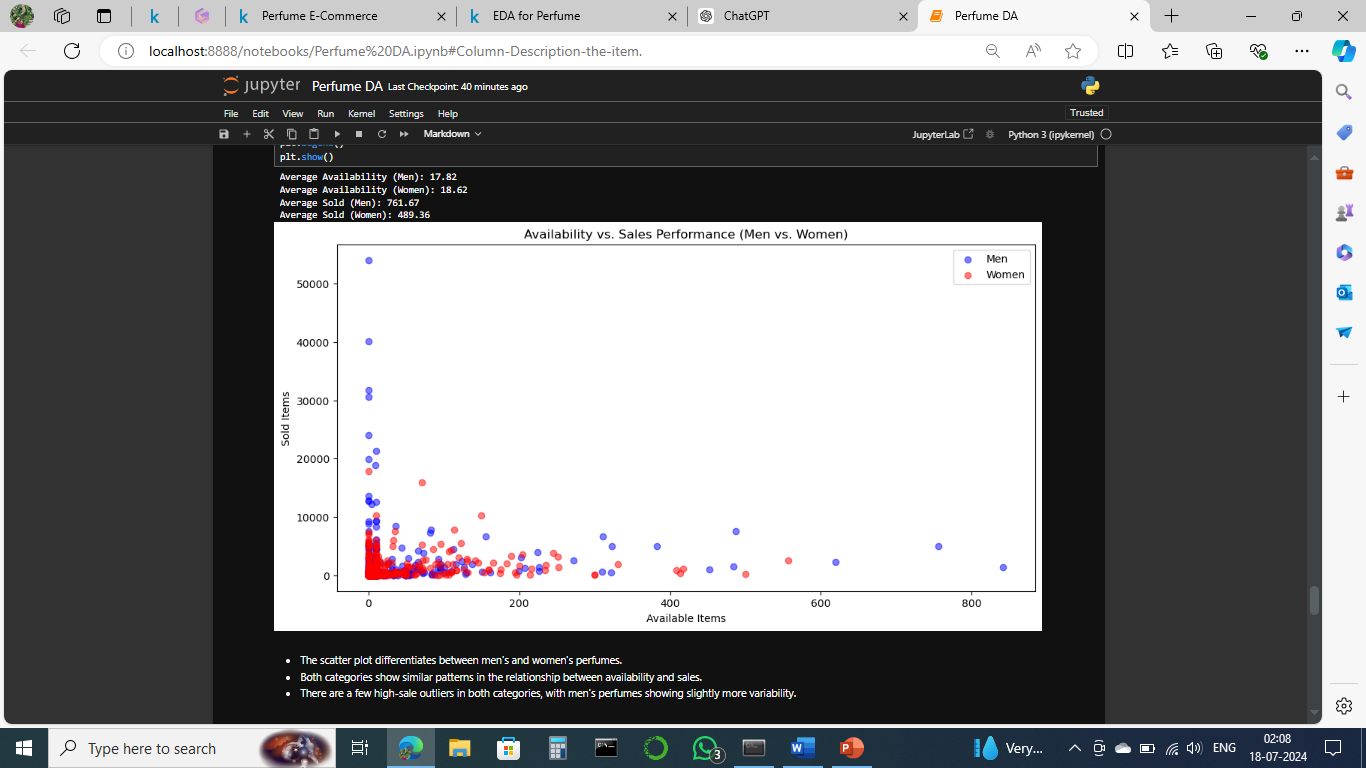 Perfume E-Commerce
EDA for Perfume
ChatGPT
Perfume DA
localhost:8888/notebooks/Perfume%20DA.ipynb#Column-Description-the-item.
jupyter Perfume DA Last Checkpoint: 40 minutes ago
File Edit View Run Kernel Settings Help
Trusted
Markdown
JupyterLab
Python 3 (ipykernel)
plt.show()
Average Availability (Men): 17.82
Average Availability (Women): 18.62
Average Sold (Men): 761.67
Average Sold (Women): 489.36
Availability vs. Sales Performance (Men vs. Women)
Men
Women
50000
40000
30000
20000
10000
0
Sold Items
0 200 400 600 800
Available Items
• The scatter plot differentiates between men's and women's perfumes.
• Both categories show similar patterns in the relationship between availability and sales.
• There are a few high-sale outliers in both categories, with men's perfumes showing slightly more variability.
Type here to search
3
Very...
ENG
02:08
18-07-2024